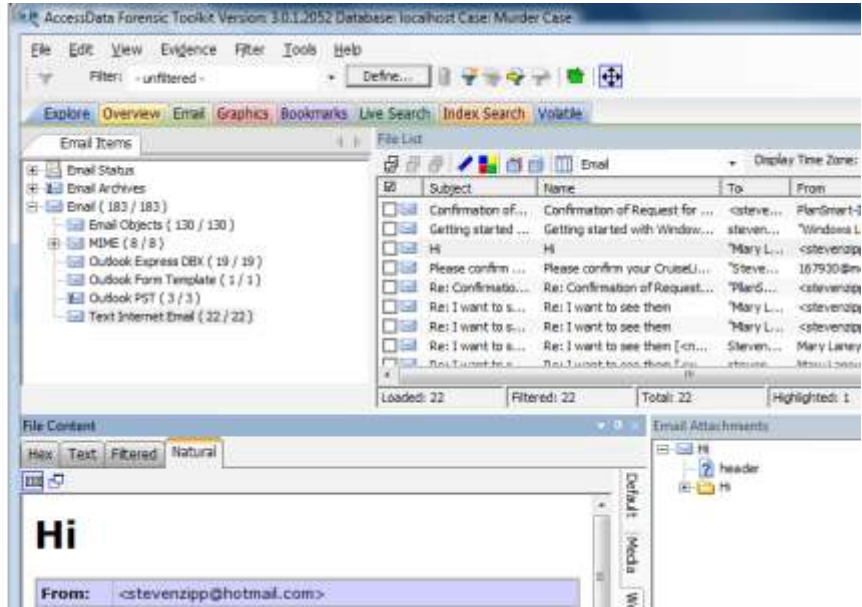 AccessData Forensic Toolkit Version: 3.0.1.2052 Database: localhost Case: Murder Case
File Edit View Evidence Filter Tools Help
Filter: - unfiltered - Define...
Explore Overview Email Graphics Bookmarks Live Search Index Search Volatile
Email Items
Email Status
Email Archives
Email ( 183 / 183 )
Email Objects ( 130 / 130 )
MIME ( 8 / 8 )
Outlook Express DBX ( 19 / 19 )
Outlook Form Template ( 1 / 1 )
Outlook PST ( 3 / 3 )
Text Internet Email ( 22 / 22 )
File List
Email Display Time Zone:
Subject Name To From
Confirmation of... Confirmation of Request for ... <steve... PlanSmart-
Getting started ... Getting started with Window... steven... "Windows L
Hi Hi "Mary L... <stevenzipp
Please confirm ... Please confirm your CruiseLi... "Steve... 167930@m
Re: Confirmatio... Re: Confirmation of Request... "PlanS... <stevenzipp
Re: I want to s... Re: I want to see them "Mary L... <stevenzipp
Re: I want to s... Re: I want to see them "Mary L... <stevenzipp
Re: I want to s... Re: I want to see them [<n... Steven... Mary Laney
Loaded: 22 Filtered: 22 Total: 22 Highlighted: 1
File Content
Hex Text Filtered Natural
Default
Media
W
Hi
From: <stevenzipp@hotmail.com>
Email Attachments
Hi
header
Hi